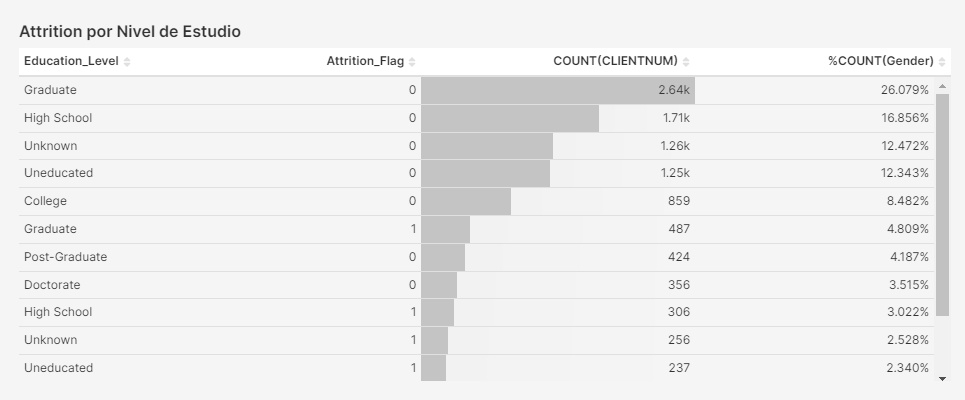 Attrition por Nivel de Estudio
Education_Level Attrition_Flag COUNT(CLIENTNUM) %COUNT(Gender)
Graduate 0 2.64k 26.079%
High School 0 1.71k 16.856%
Unknown 0 1.26k 12.472%
Uneducated 0 1.25k 12.343%
College 0 859 8.482%
Graduate 1 487 4.809%
Post-Graduate 0 424 4.187%
Doctorate 0 356 3.515%
High School 1 306 3.022%
Unknown 1 256 2.528%
Uneducated 1 237 2.340%